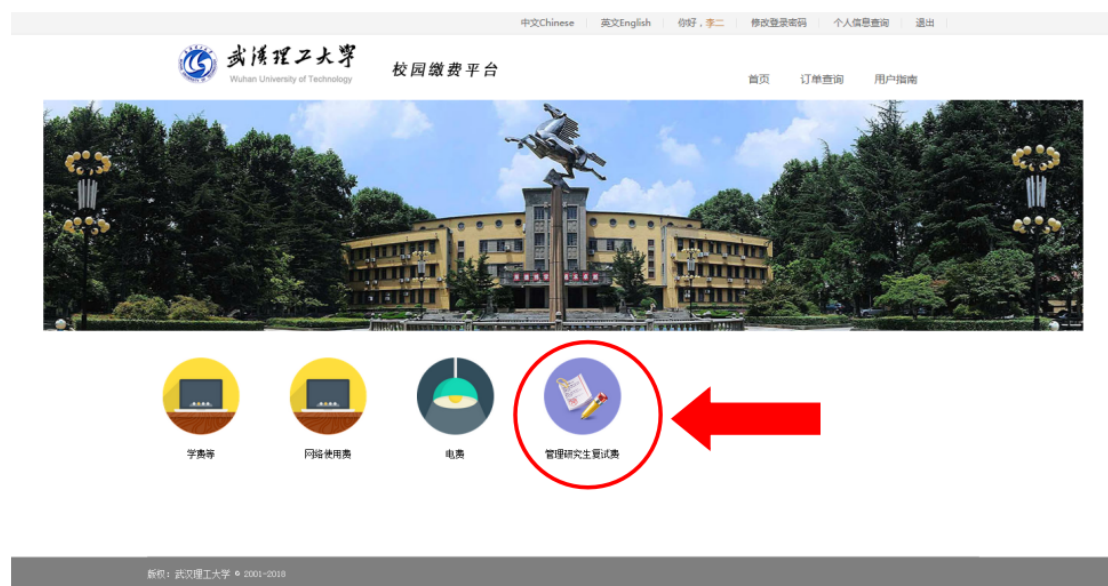 中文Chinese 英文English 你好，李二 修改登录密码 个人信息查询 退出
武汉理工大学
Wuhan University of Technology
校园缴费平台
首页 订单查询 用户指南
学费等 网络使用费 电费 管理研究生复试费
版权：武汉理工大学 © 2001-2018